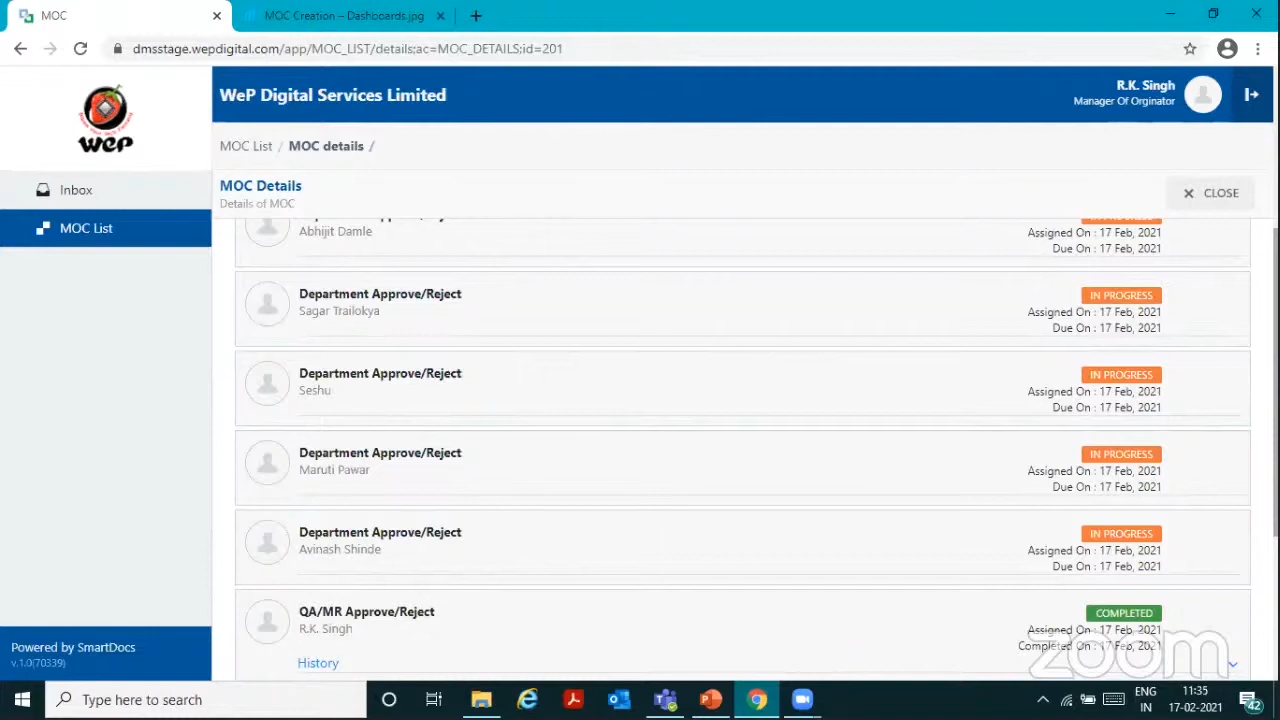 MOC
MOC Creation – Dashboards.jpg
dmsstage.wepdigital.com/app/MOC_LIST/details;ac=MOC_DETAILS;id=201
WeP
WeP Digital Services Limited
R.K. Singh
Manager Of Orginator
MOC List / MOC details /
MOC Details
Details of MOC
CLOSE
Inbox
MOC List
Abhijit Damle
Assigned On : 17 Feb, 2021
Due On : 17 Feb, 2021
Department Approve/Reject
Sagar Trailokya
IN PROGRESS
Assigned On : 17 Feb, 2021
Due On : 17 Feb, 2021
Department Approve/Reject
Seshu
IN PROGRESS
Assigned On : 17 Feb, 2021
Due On : 17 Feb, 2021
Department Approve/Reject
Maruti Pawar
IN PROGRESS
Assigned On : 17 Feb, 2021
Due On : 17 Feb, 2021
Department Approve/Reject
Avinash Shinde
IN PROGRESS
Assigned On : 17 Feb, 2021
Due On : 17 Feb, 2021
QA/MR Approve/Reject
R.K. Singh
COMPLETED
Assigned On : 17 Feb, 2021
Completed On : 17 Feb, 2021
History
zoom
Powered by SmartDocs
v.1.0(70339)
Type here to search
ENG
IN
11:35
17-02-2021
42